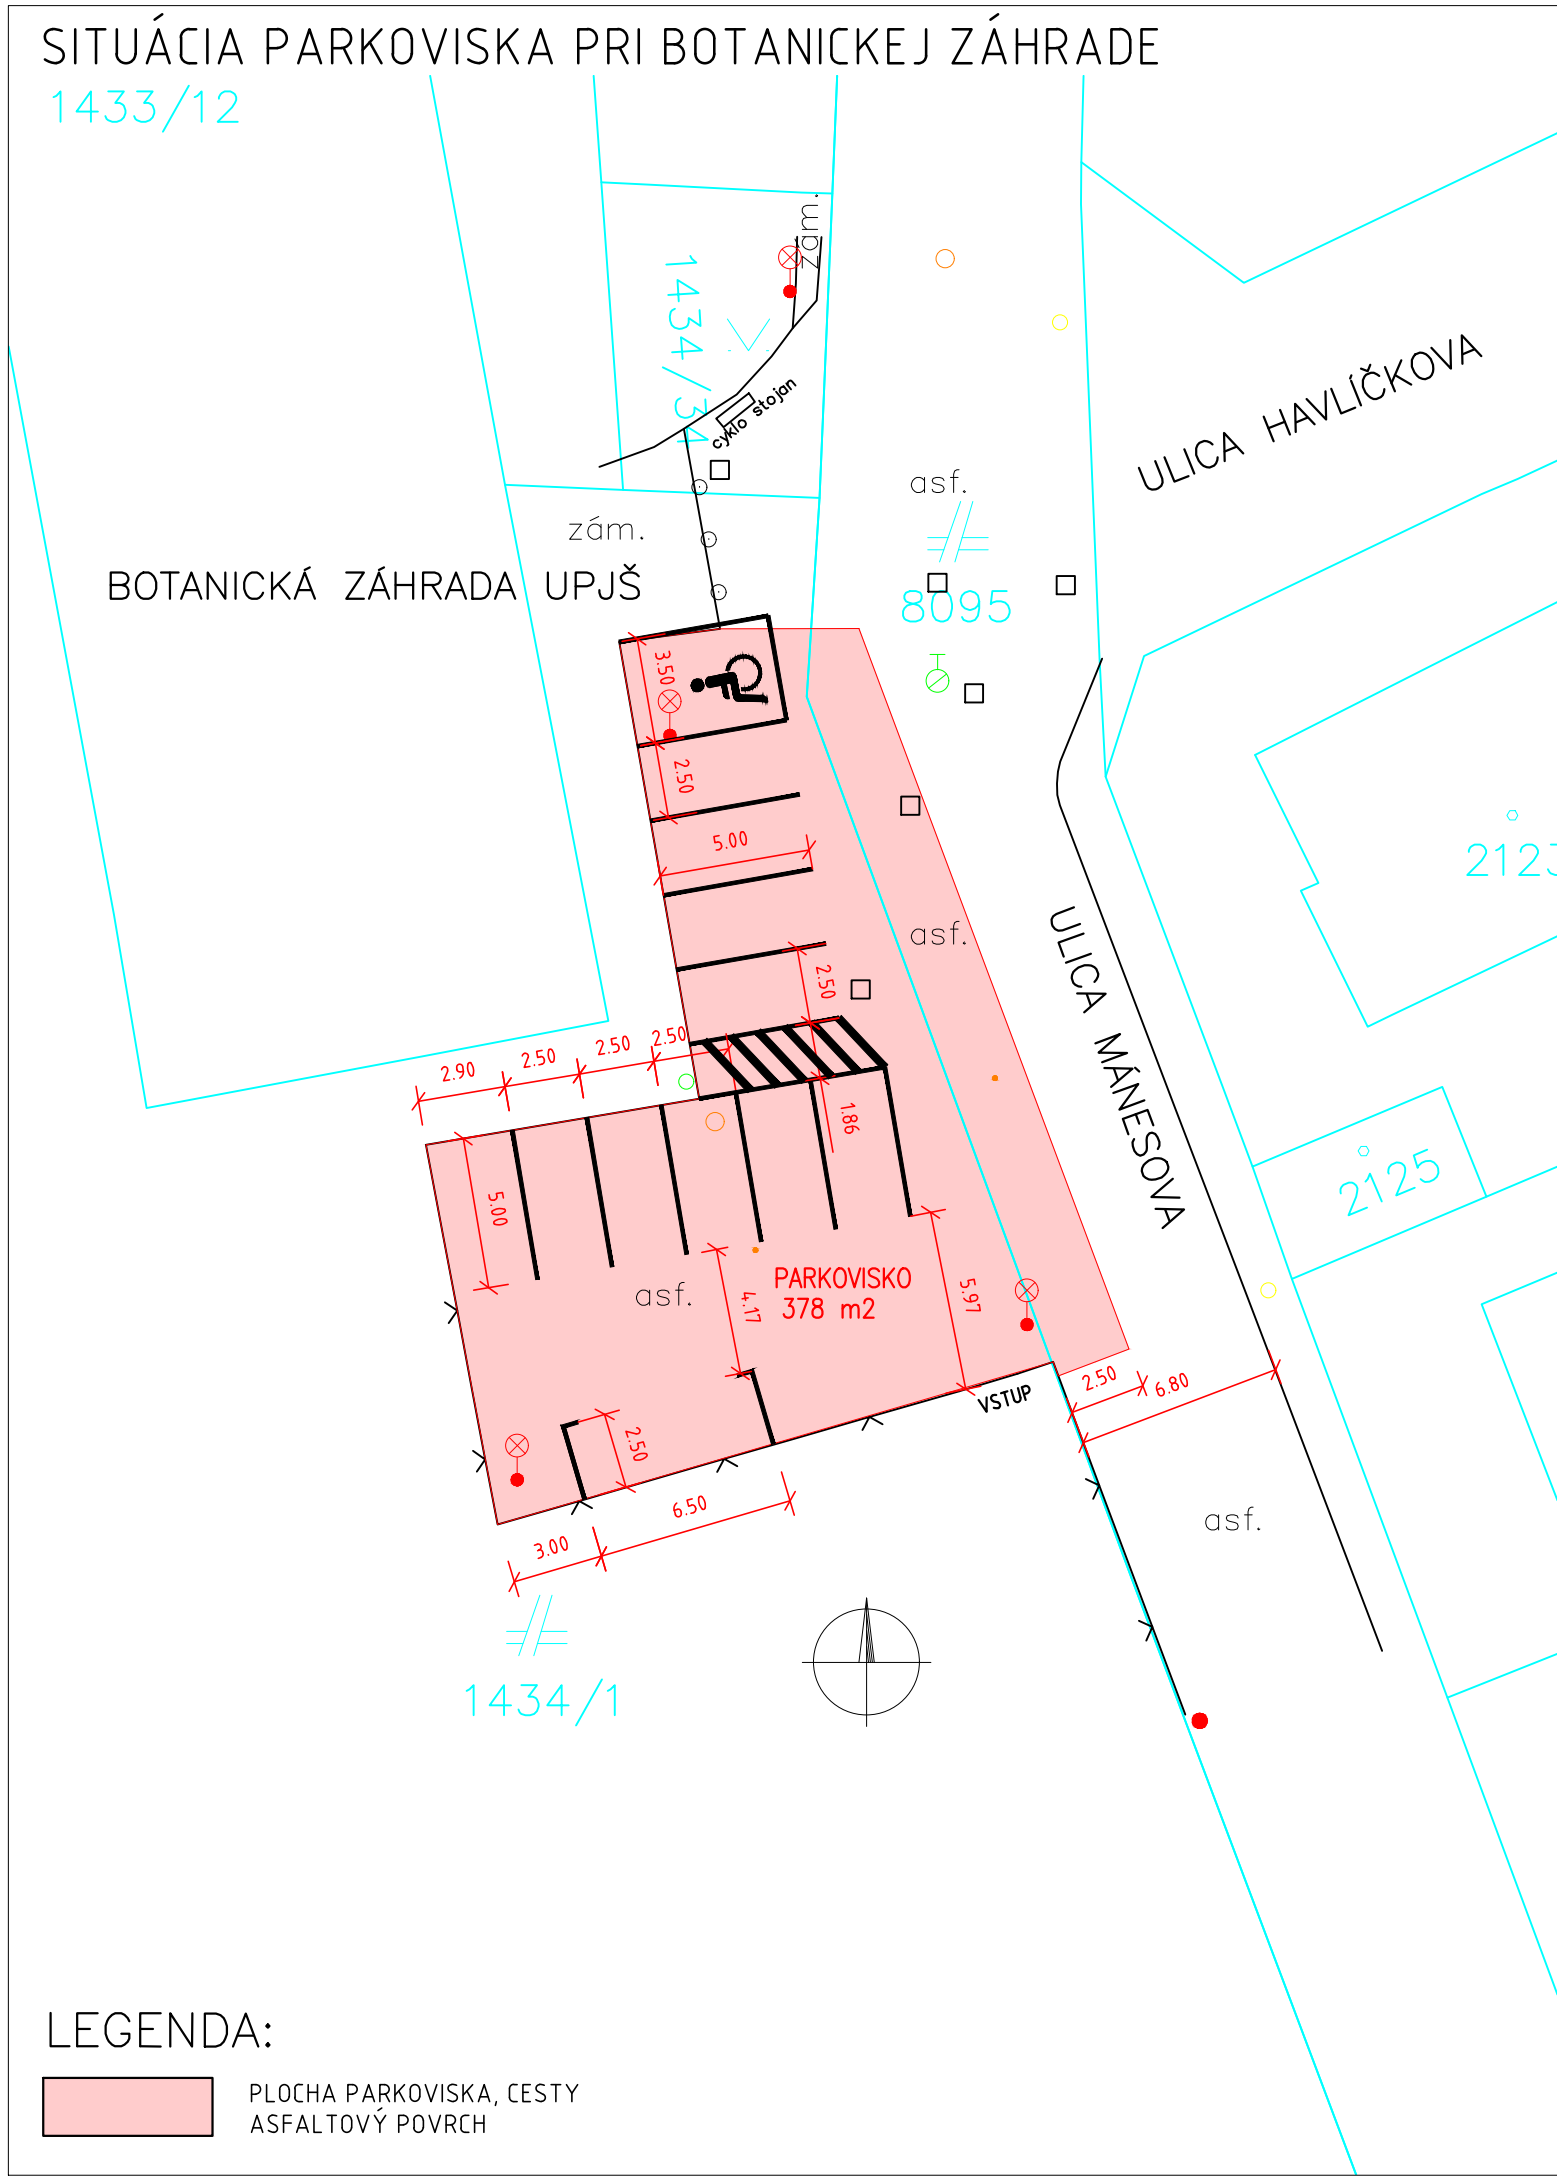 SITUÁCIA PARKOVISKA PRI BOTANICKEJ ZÁHRADE
1433/12
zám.
1434/34
cyklo stojan
ULICA HAVLÍČKOVA
asf.
zám.
BOTANICKÁ ZÁHRADA UPJŠ
8095
3.50
2.50
5.00
2123
asf.
ULICA MÁNESOVA
2.50
2.90
2.50
2.50
2.50
1.86
5.00
2125
asf.
PARKOVISKO
378 m2
4.17
5.97
VSTUP
2.50
6.80
2.50
6.50
3.00
asf.
1434/1
LEGENDA:
PLOCHA PARKOVISKA, CESTY
ASFALTOVÝ POVRCH